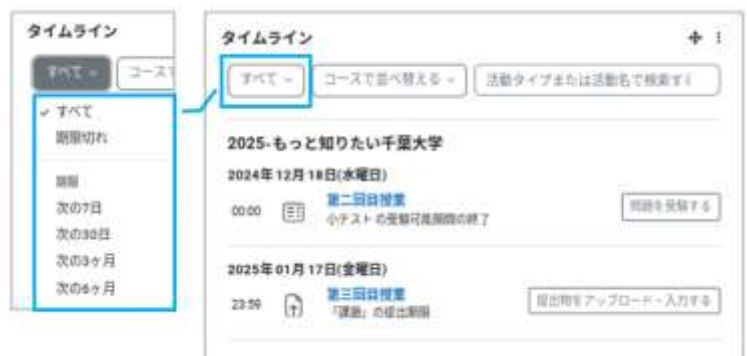 タイムライン
すべて
コースで
すべて
期限切れ
期限
次の7日
次の30日
次の3ヶ月
次の6ヶ月
タイムライン
すべて
コースで並べ替える
活動タイプまたは活動名で検索す
2025-もっと知りたい千葉大学
2024年12月18日(水曜日)
00:00
第二回目授業
小テスト の受験可能期間の終了
問題を受験する
2025年01月17日(金曜日)
23:59
第三回目授業
「課題」の提出期限
提出物をアップロード・入力する